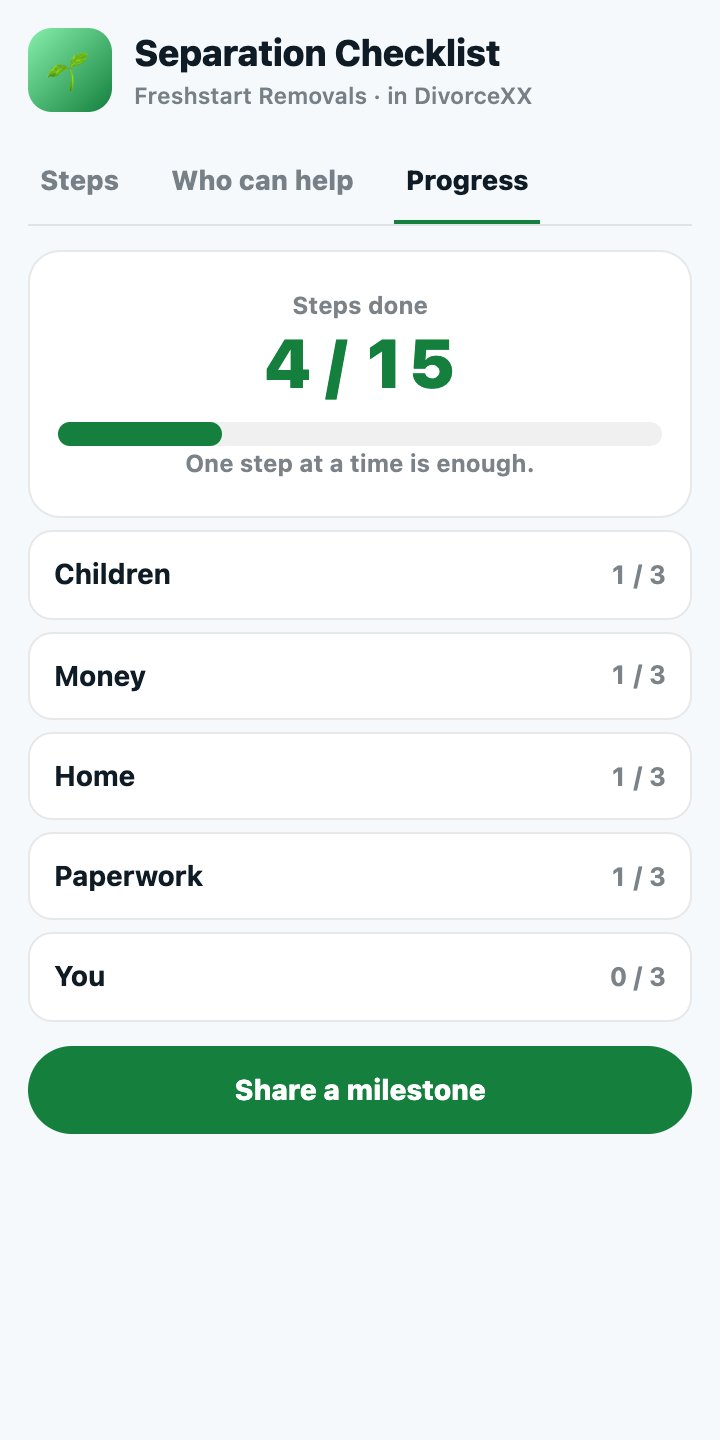 Separation Checklist
Freshstart Removals · in DivorceXX
Steps Who can help Progress
Steps done
4 / 15
One step at a time is enough.
Children 1 / 3
Money 1 / 3
Home 1 / 3
Paperwork 1 / 3
You 0 / 3
Share a milestone